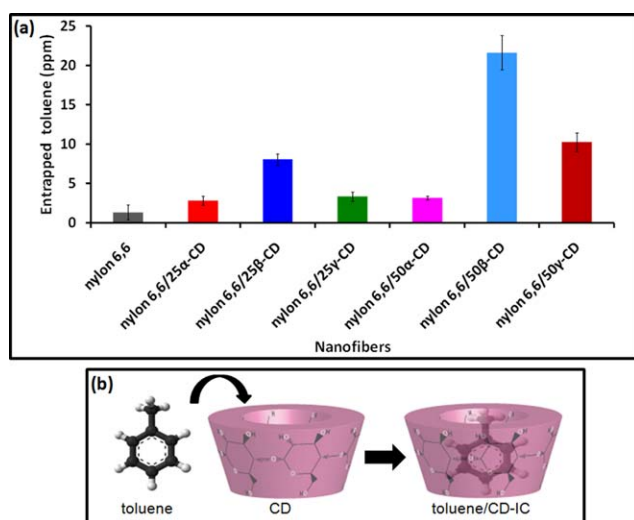 (a)
Entrapped toluene (ppm)
25
20
15
10
5
0
nylon 6,6
nylon 6,6/25α-CD
nylon 6,6/25β-CD
nylon 6,6/25γ-CD
nylon 6,6/50α-CD
nylon 6,6/50β-CD
nylon 6,6/50γ-CD
Nanofibers
(b)
toluene
CD
toluene/CD-IC